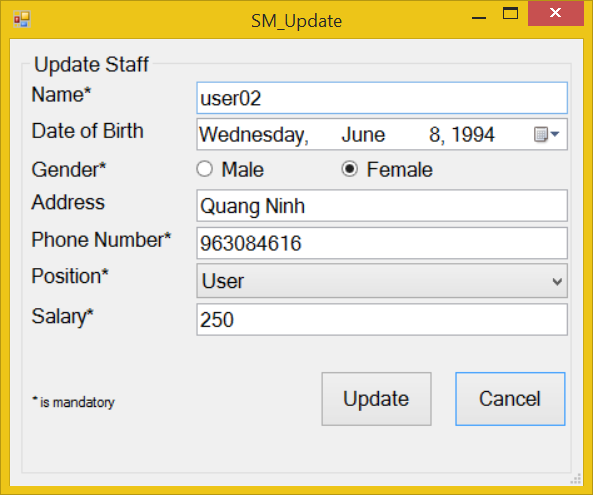 SM_Update
Update Staff
Name* user02
Date of Birth Wednesday, June 8, 1994
Gender* Male Female
Address Quang Ninh
Phone Number* 963084616
Position* User
Salary* 250
* is mandatory Update Cancel